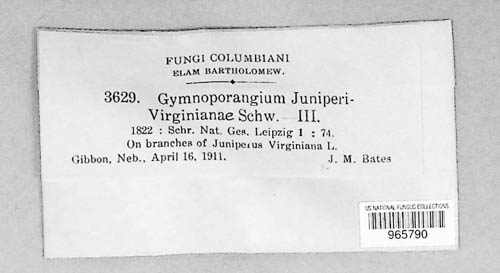 FUNGI COLUMBIANI
ELAM BARTHOLOMEW.
3629. Gymnoporangium Juniperi-
Virginianae Schw. III.
1822 : Schr. Nat. Ges. Leipzig 1 : 74.
On branches of Juniperus Virginiana L.
Gibbon, Neb., April 16, 1911. J. M. Bates
US NATIONAL FUNGUS COLLECTIONS
965790